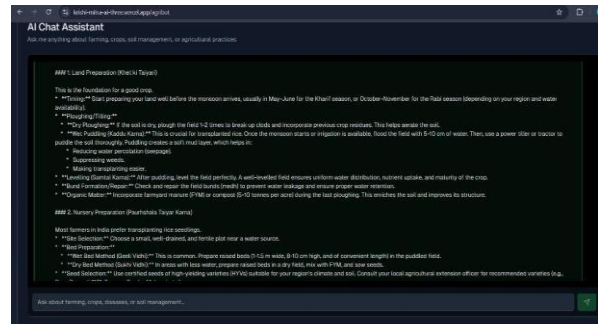 krishi-mitra-ai-three.vercel.app/agribot
AI Chat Assistant
Ask me anything about farming, crops, soil management, or agricultural practices
### 1. Land Preparation (Khet ki Taiyari)
This is the foundation for a good crop.
* **Timing:** Start preparing your land well before the monsoon arrives, usually in May-June for the Kharif season, or October-November for the Rabi season (depending on your region and water
availability).
* **Ploughing/Tilling:**
* **Dry Ploughing:** If the soil is dry, plough the field 1-2 times to break up clods and incorporate previous crop residues. This helps aerate the soil.
* **Wet Puddling (Kaddu Karna):** This is crucial for transplanted rice. Once the monsoon starts or irrigation is available, flood the field with 5-10 cm of water. Then, use a power tiller or tractor to
puddle the soil thoroughly. Puddling creates a soft mud layer, which helps in:
* Reducing water percolation (seepage).
* Suppressing weeds.
* Making transplanting easier.
* **Levelling (Samtal Karna):** After puddling, level the field perfectly. A well-levelled field ensures uniform water distribution, nutrient uptake, and maturity of the crop.
* **Bund Formation/Repair:** Check and repair the field bunds (medh) to prevent water leakage and ensure proper water retention.
* **Organic Matter:** Incorporate farmyard manure (FYM) or compost (5-10 tonnes per acre) during the last ploughing. This enriches the soil and improves its structure.
### 2. Nursery Preparation (Paurhshala Taiyar Karna)
Most farmers in India prefer transplanting rice seedlings.
* **Site Selection:** Choose a small, well-drained, and fertile plot near a water source.
* **Bed Preparation:**
* **Wet Bed Method (Geeli Vidhi):** This is common. Prepare raised beds (1-1.5 m wide, 8-10 cm high, and of convenient length) in the puddled field.
* **Dry Bed Method (Sukhi Vidhi):** In areas with less water, prepare raised beds in a dry field, mix with FYM, and sow seeds.
* **Seed Selection:** Use certified seeds of high-yielding varieties (HYVs) suitable for your region's climate and soil. Consult your local agricultural extension officer for recommended varieties (e.g.,
Ask about farming, crops, diseases, or soil management...